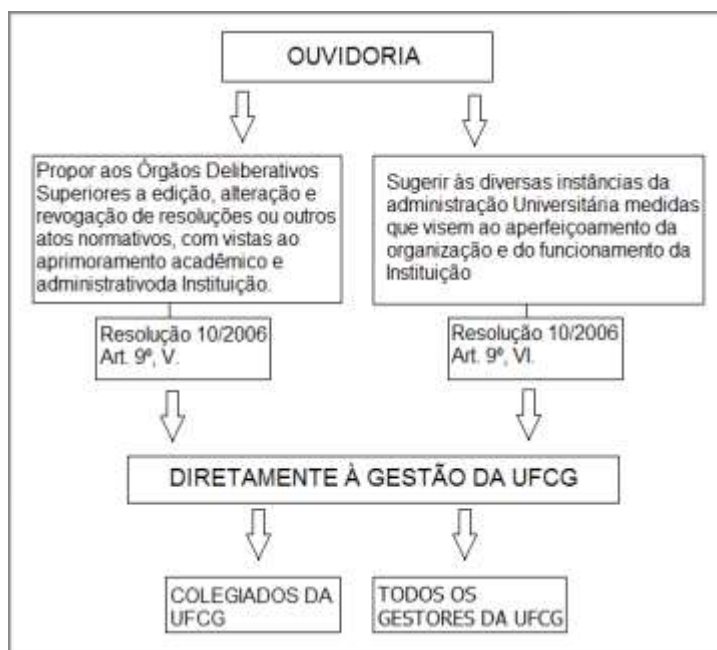 OUVIDORIA
Propor aos Órgãos Deliberativos
Superiores a edição, alteração e
revogação de resoluções ou outros
atos normativos, com vistas ao
aprimoramento acadêmico e
administrativoda Instituição.
Sugerir às diversas instâncias da
administração Universitária medidas
que visem ao aperfeiçoamento da
organização e do funcionamento da
Instituição
Resolução 10/2006
Art. 9º, V.
Resolução 10/2006
Art. 9º, VI.
DIRETAMENTE À GESTÃO DA UFCG
COLEGIADOS DA
UFCG
TODOS OS
GESTORES DA UFCG